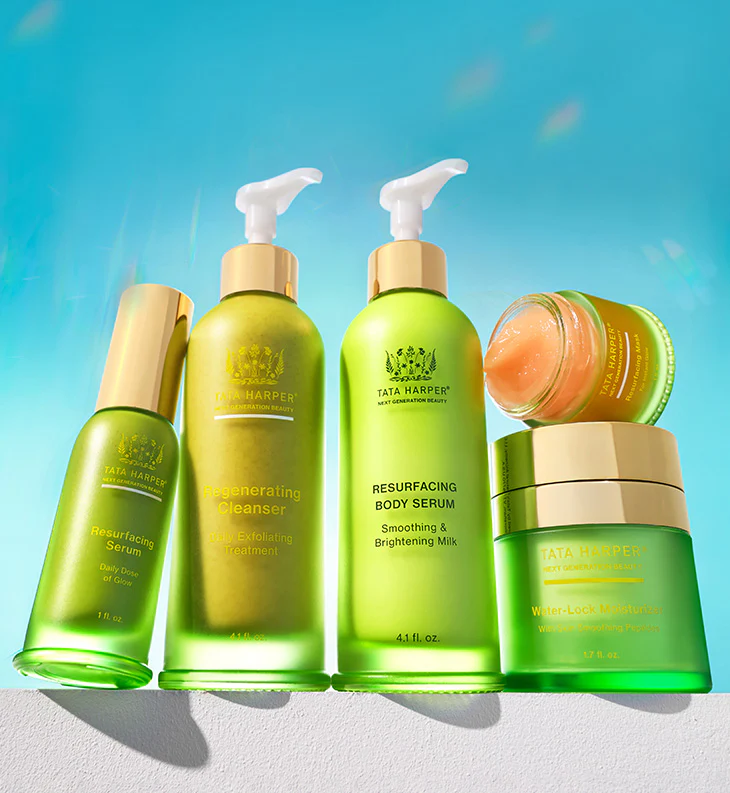 TATA HARPER®
NEXT GENERATION BEAUTY
Resurfacing
Serum
Daily Dose
of Glow
1 fl. oz.
TATA HARPER®
NEXT GENERATION BEAUTY
Regenerating
Cleanser
Daily Exfoliating
Treatment
4.1 fl. oz.
TATA HARPER®
NEXT GENERATION BEAUTY
RESURFACING
BODY SERUM
Smoothing &
Brightening Milk
4.1 fl. oz.
TATA HARPER®
NEXT GENERATION BEAUTY
Resurfacing Mask
TATA HARPER®
NEXT GENERATION BEAUTY
Water-Lock Moisturizer
1.7 fl. oz.